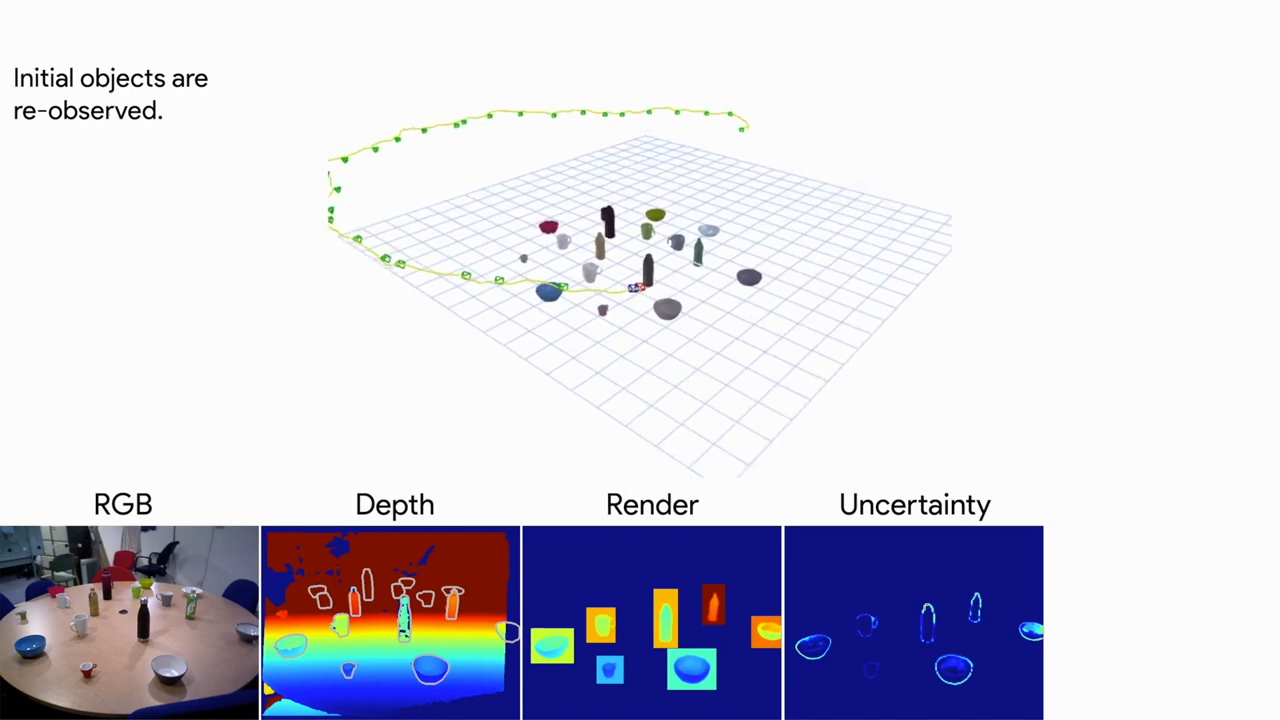 Initial objects are
re-observed.
RGB
Depth
Render
Uncertainty